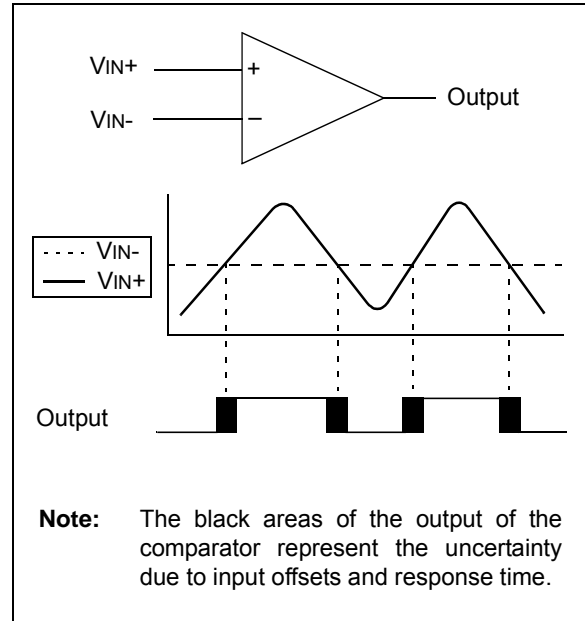 VIN+
+
Output
VIN-
–
VIN-
VIN+
Output
Note: The black areas of the output of the
comparator represent the uncertainty
due to input offsets and response time.